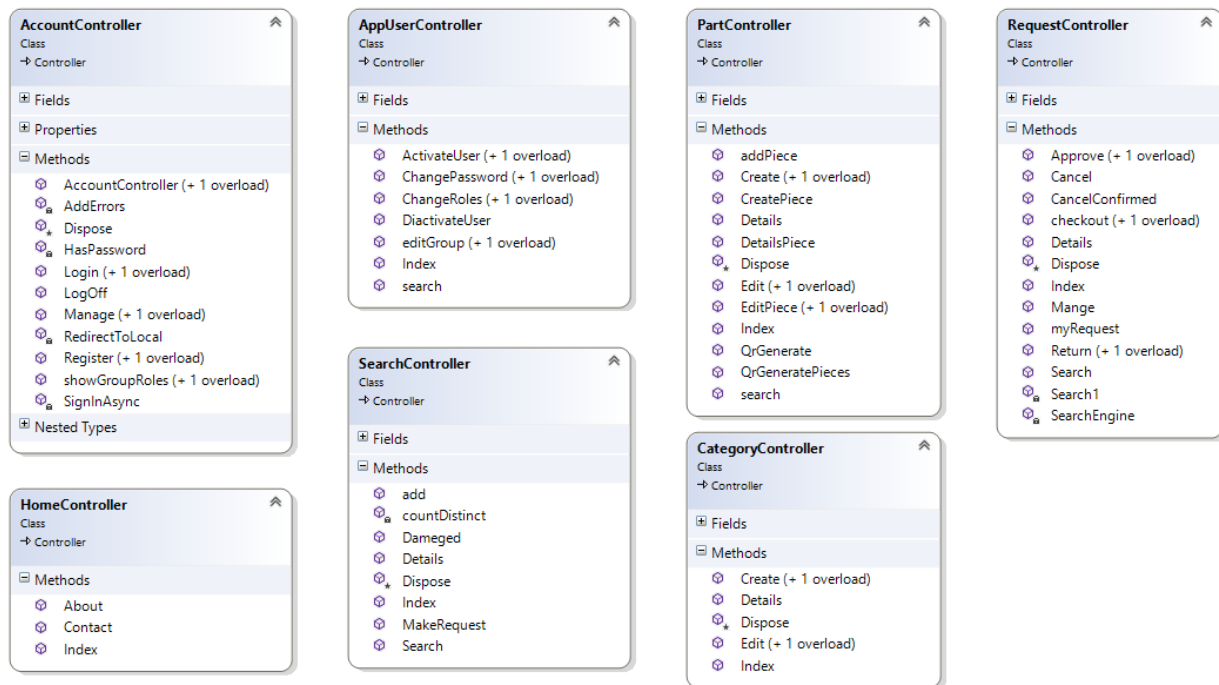 AccountController
Class
Controller
Fields
Properties
Methods
AccountController (+ 1 overload)
AddErrors
Dispose
HasPassword
Login (+ 1 overload)
LogOff
Manage (+ 1 overload)
RedirectToLocal
Register (+ 1 overload)
showGroupRoles (+ 1 overload)
SignInAsync
Nested Types
HomeController
Class
Controller
Methods
About
Contact
Index
AppUserController
Class
Controller
Fields
Methods
ActivateUser (+ 1 overload)
ChangePassword (+ 1 overload)
ChangeRoles (+ 1 overload)
DiactivateUser
editGroup (+ 1 overload)
Index
search
SearchController
Class
Controller
Fields
Methods
add
countDistinct
Dameged
Details
Dispose
Index
MakeRequest
Search
PartController
Class
Controller
Fields
Methods
addPiece
Create (+ 1 overload)
CreatePiece
Details
DetailsPiece
Dispose
Edit (+ 1 overload)
EditPiece (+ 1 overload)
Index
QrGenerate
QrGeneratePieces
search
CategoryController
Class
Controller
Fields
Methods
Create (+ 1 overload)
Details
Dispose
Edit (+ 1 overload)
Index
RequestController
Class
Controller
Fields
Methods
Approve (+ 1 overload)
Cancel
CancelConfirmed
checkout (+ 1 overload)
Details
Dispose
Index
Mange
myRequest
Return (+ 1 overload)
Search
Search1
SearchEngine